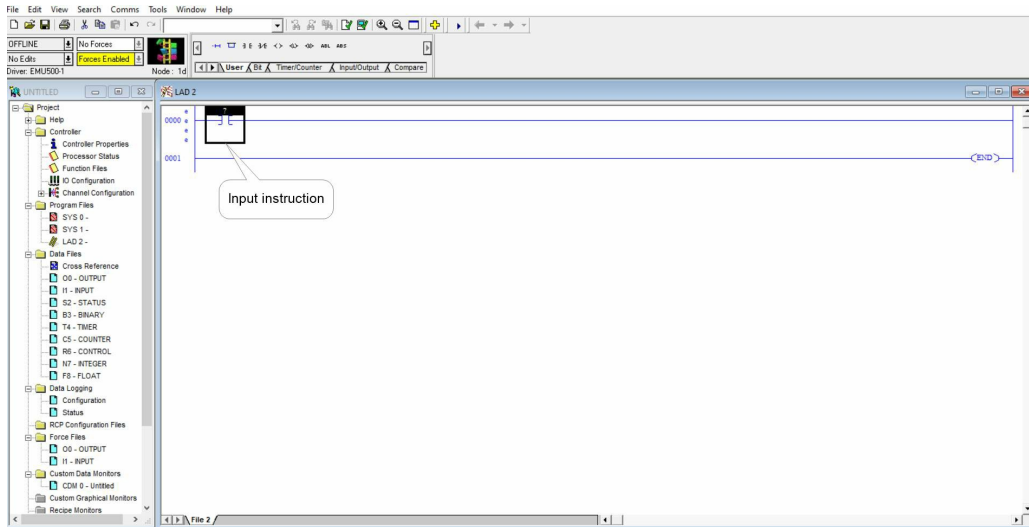 File Edit View Search Comms Tools Window Help
OFFLINE No Forces
No Edits Forces Enabled
Driver: EMU500-1 Node : 1d
ABL ABS
User Bit Timer/Counter Input/Output Compare
UNTITLED
Project
Help
Controller
Controller Properties
Processor Status
Function Files
IO Configuration
Channel Configuration
Program Files
SYS 0 -
SYS 1 -
LAD 2 -
Data Files
Cross Reference
O0 - OUTPUT
I1 - INPUT
S2 - STATUS
B3 - BINARY
T4 - TIMER
C5 - COUNTER
R6 - CONTROL
N7 - INTEGER
F8 - FLOAT
Data Logging
Configuration
Status
RCP Configuration Files
Force Files
O0 - OUTPUT
I1 - INPUT
Custom Data Monitors
CDM 0 - Untitled
Custom Graphical Monitors
Recipe Monitors
LAD 2
?
0000
e
e
e
e
0001
END
Input instruction
File 2